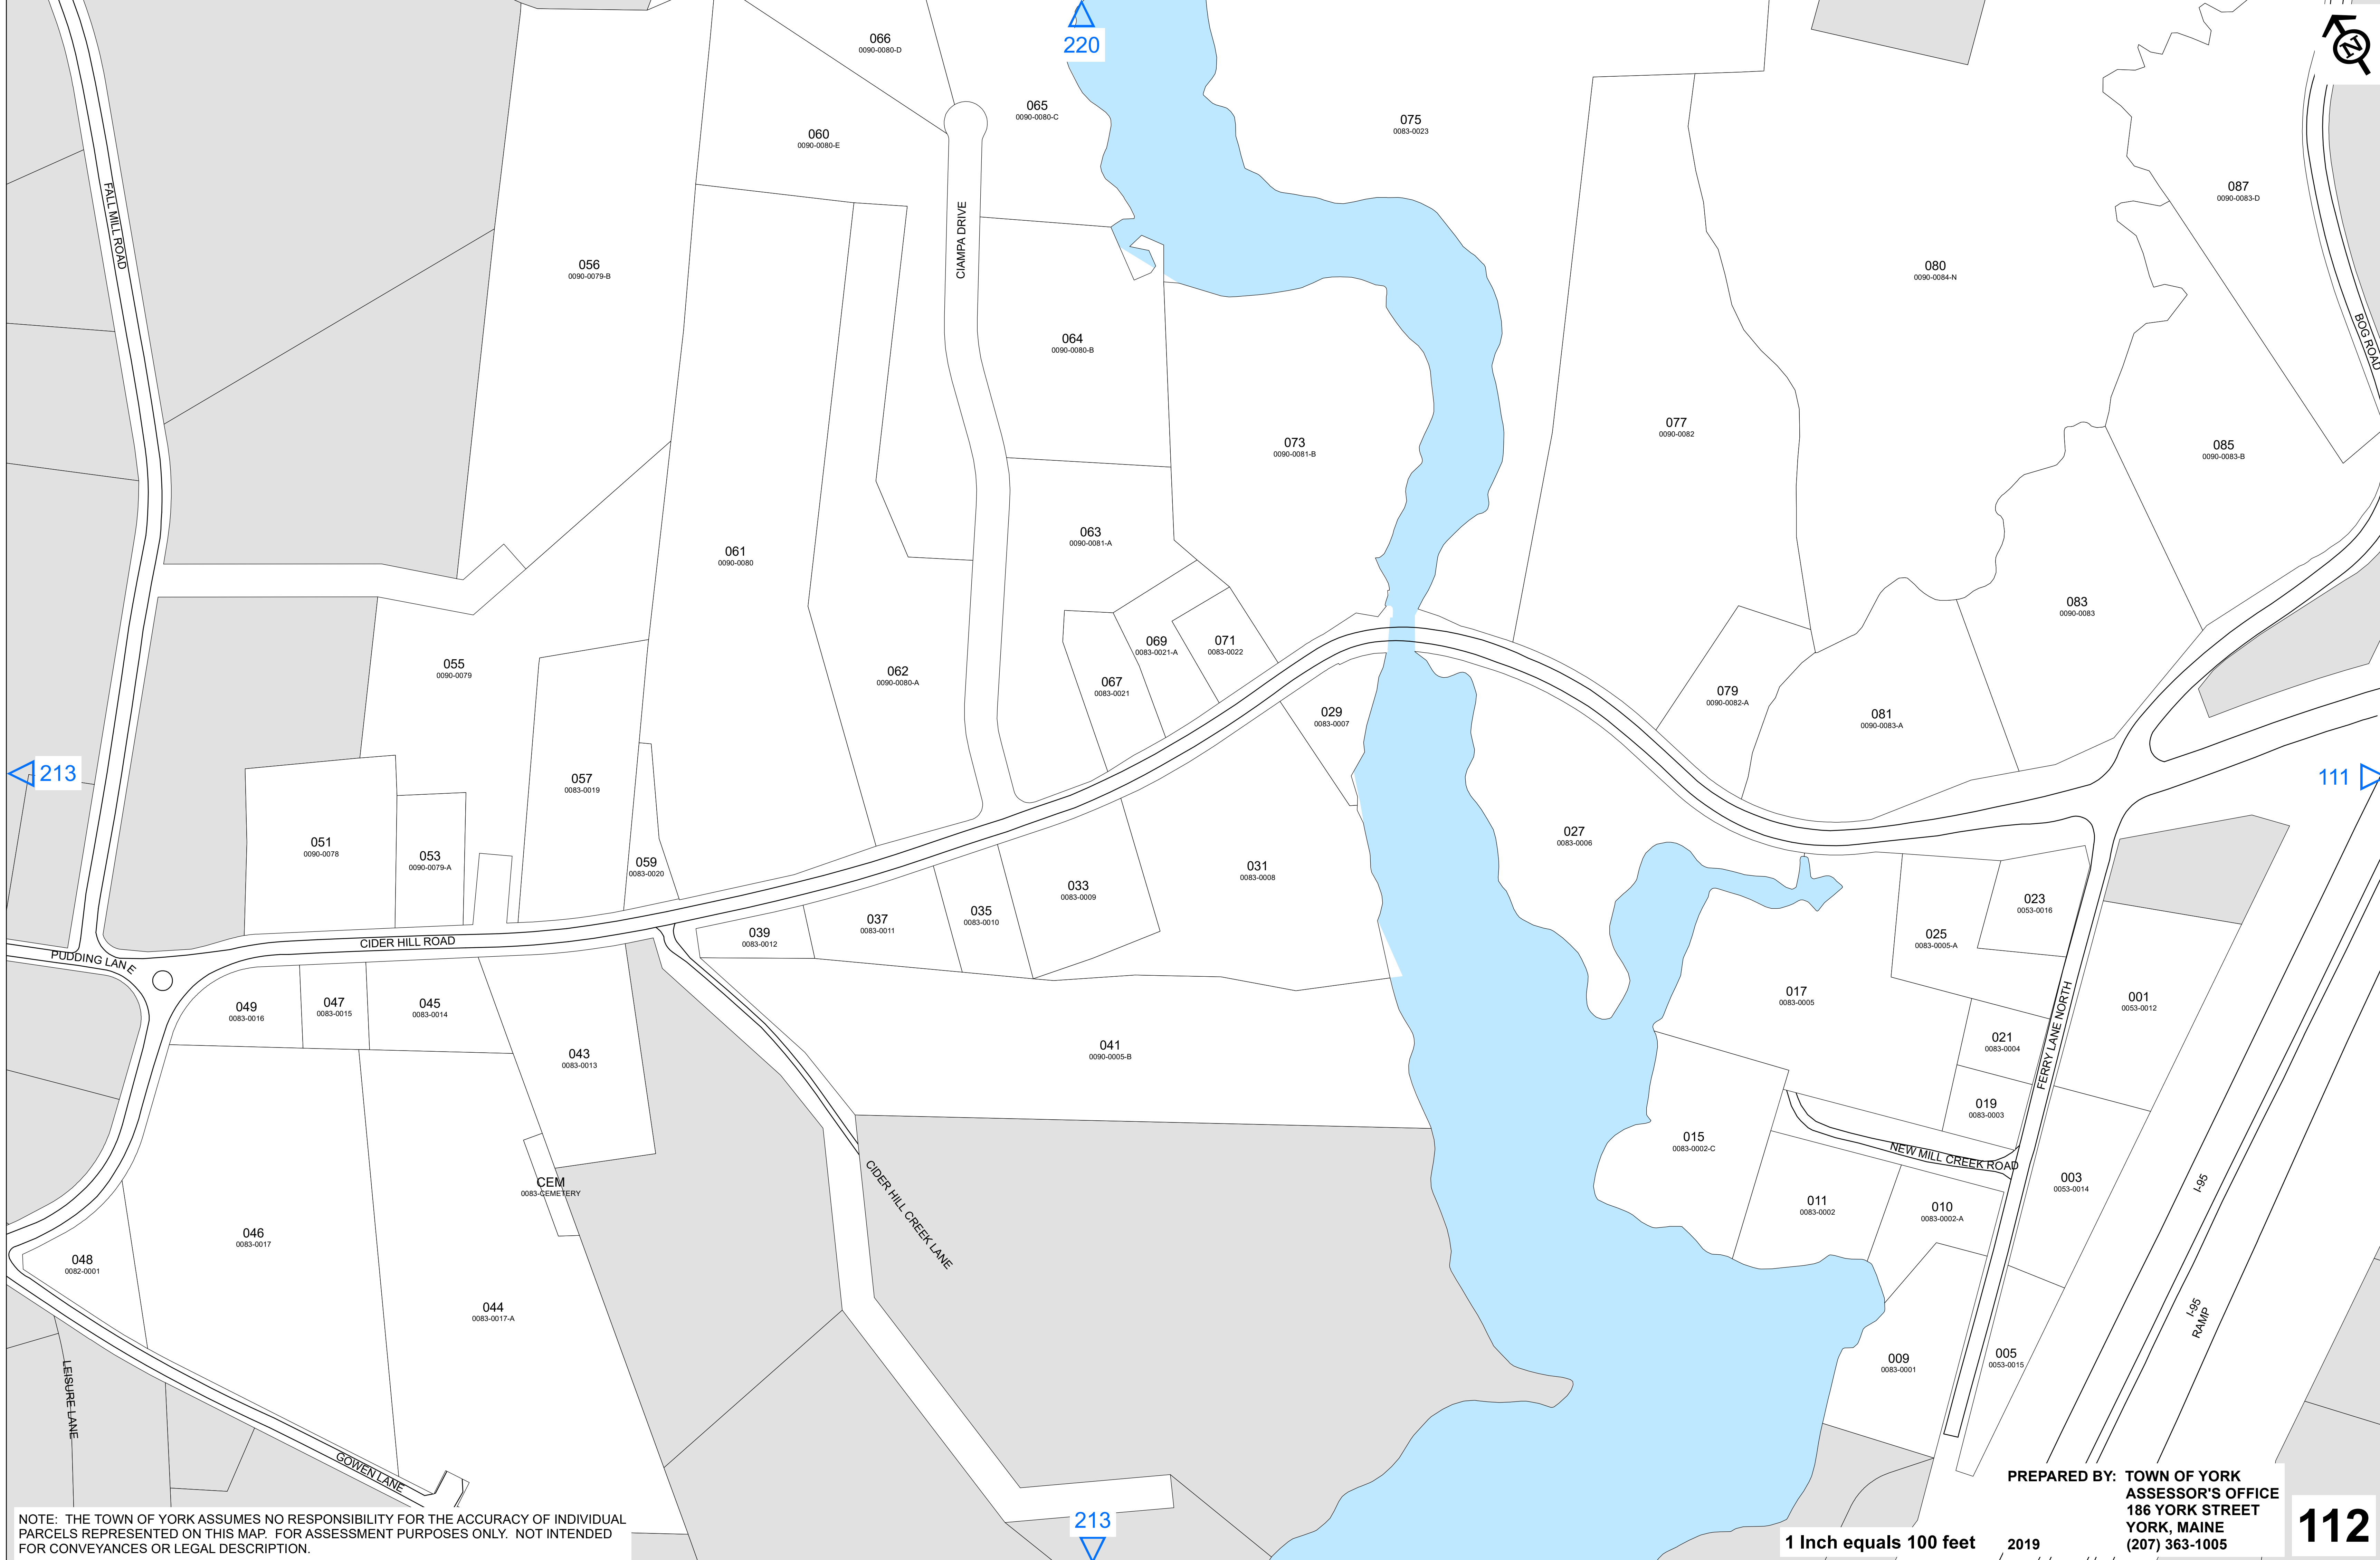 220
N
066
0090-0080-D
065
0090-0080-C
075
0083-0023
060
0090-0080-E
087
0090-0083-D
FALL MILL ROAD
CIAMPA DRIVE
056
0090-0079-B
080
0090-0084-N
BOG ROAD
064
0090-0080-B
077
0090-0082
073
0090-0081-B
085
0090-0083-B
063
0090-0081-A
061
0090-0080
083
0090-0083
069
0083-0021-A
071
0083-0022
055
0090-0079
062
0090-0080-A
067
0083-0021
079
0090-0082-A
029
0083-0007
081
0090-0083-A
213
057
0083-0019
111
027
0083-0006
051
0090-0078
053
0090-0079-A
059
0083-0020
031
0083-0008
033
0083-0009
023
0053-0016
035
0083-0010
037
0083-0011
039
0083-0012
025
0083-0005-A
CIDER HILL ROAD
PUDDING LANE
017
0083-0005
001
0053-0012
049
0083-0016
047
0083-0015
045
0083-0014
FERRY LANE NORTH
021
0083-0004
041
0090-0005-B
043
0083-0013
019
0083-0003
015
0083-0002-C
NEW MILL CREEK ROAD
003
0053-0014
CEM
0083-CEMETERY
I-95
011
0083-0002
010
0083-0002-A
CIDER HILL CREEK LANE
046
0083-0017
048
0082-0001
044
0083-0017-A
I-95
RAMP
009
0083-0001
005
0053-0015
LEISURE LANE
GOWEN LANE
213
NOTE: THE TOWN OF YORK ASSUMES NO RESPONSIBILITY FOR THE ACCURACY OF INDIVIDUAL
PARCELS REPRESENTED ON THIS MAP. FOR ASSESSMENT PURPOSES ONLY. NOT INTENDED
FOR CONVEYANCES OR LEGAL DESCRIPTION.
1 Inch equals 100 feet
2019
PREPARED BY: TOWN OF YORK
ASSESSOR'S OFFICE
186 YORK STREET
YORK, MAINE
(207) 363-1005
112